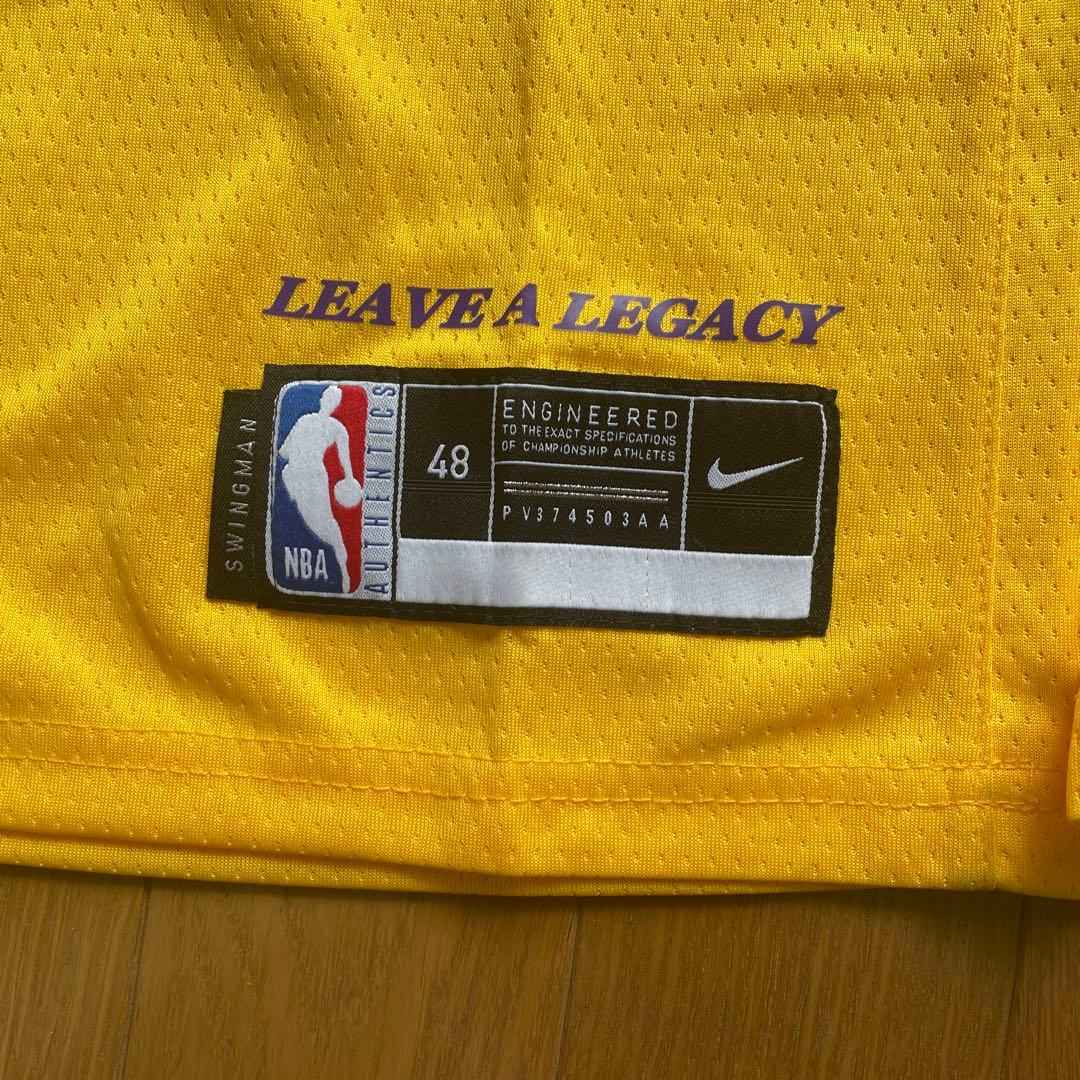 LEAVE A LEGACY
SWINGMAN
NBA
AUTHENTICS
48
ENGINEERED
TO THE EXACT SPECIFICATIONS
OF CHAMPIONSHIP ATHLETES
PV374503AA